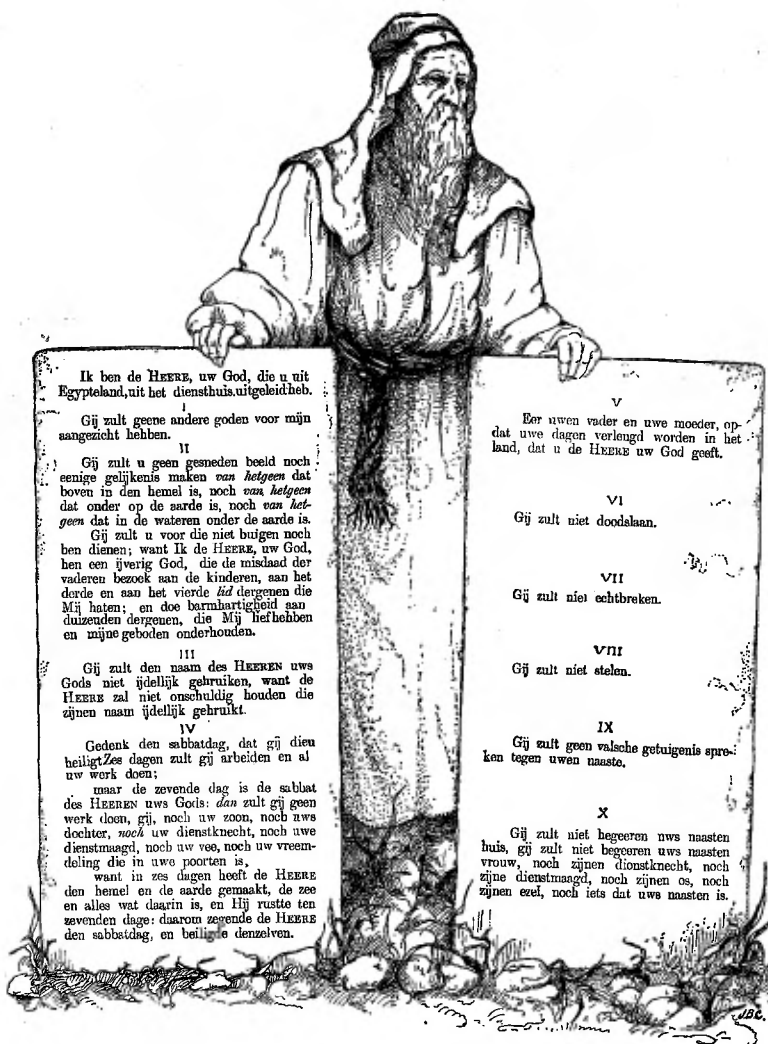 Ik ben de HEERE, uw God, die u uit
Egypteland, uit het diensthuis, uitgeleid heb.
I
Gij zult geene andere goden voor mijn
aangezicht hebben.
II
Gij zult u geen gesneden beeld noch
eenige gelijkenis maken van hetgeen dat
boven in den hemel is, noch van hetgeen
dat onder op de aarde is, noch van het-
geen dat in de wateren onder de aarde is.
Gij zult u voor die niet buigen noch
ben dienen; want Ik de HEERE, uw God,
hen een ijverig God, die de misdaad der
vaderen bezoek aan de kinderen, aan het
derde en aan het vierde lid dergenen die
Mij haten; en doe barmhartigheid aan
duizenden dergenen, die Mij liefhebben
en mijne geboden onderhouden.
III
Gij zult den naam des HEEREN uws
Gods niet ijdellijk gebruiken, want de
HEERE zal niet onschuldig houden die
zijnen naam ijdellijk gebruikt.
IV
Gedenk den sabbatdag, dat gij dien
heiligt Zes dagen zult gij arbeiden en al
uw werk doen;
maar de zevende dag is de sabbat
des HEEREN uws Gods: dan zult gij geen
werk doen, gij, noch uw zoon, noch uws
dochter, noch uw dienstknecht, noch uwe
dienstmaagd, noch uw vee, noch uw vreem-
deling die in uwe poorten is,
want in zes dagen heeft de HEERE
den hemel en de aarde gemaakt, de zee
en alles wat daarin is, en Hij rustte ten
zevenden dage: daarom zegende de HEERE
den sabbatdag, en heiligde denzelven.
V
Eer uwen vader en uwe moeder, op-
dat uwe dagen verlengd worden in het
land, dat u de HEERE uw God geeft.
VI
Gij zult niet doodslaan.
VII
Gij zult niet echtbreken.
VIII
Gij zult niet stelen.
IX
Gij zult geen valsche getuigenis spre-
ken tegen uwen naaste.
X
Gij zult niet begeeren uws naasten
huis, gij zult niet begeeren uws naasten
vrouw, noch zijnen dienstknecht, noch
zijne dienstmaagd, noch zijnen os, noch
zijnen ezel, noch iets dat uws naasten is.
JBC.